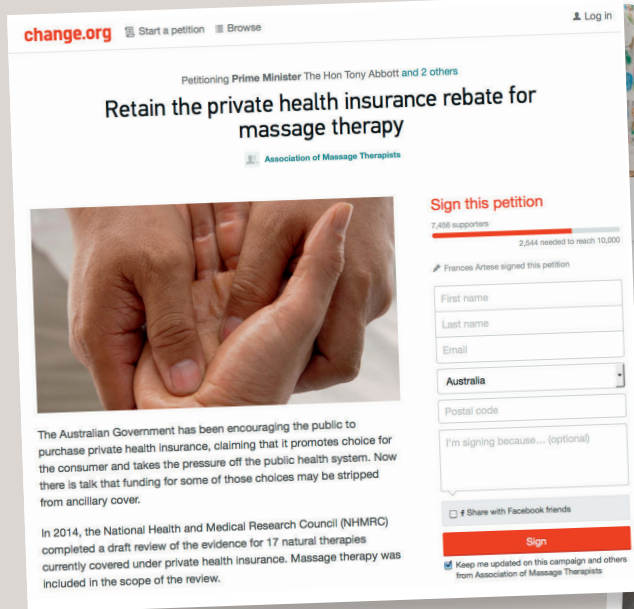 change.org Start a petition Browse
Log in
Petitioning Prime Minister The Hon Tony Abbott and 2 others
Retain the private health insurance rebate for
massage therapy
Association of Massage Therapists
The Australian Government has been encouraging the public to
purchase private health insurance, claiming that it promotes choice for
the consumer and takes the pressure off the public health system. Now
there is talk that funding for some of those choices may be stripped
from ancillary cover.
In 2014, the National Health and Medical Research Council (NHMRC)
completed a draft review of the evidence for 17 natural therapies
currently covered under private health insurance. Massage therapy was
included in the scope of the review.
Sign this petition
7,456 supporters
2,544 needed to reach 10,000
Frances Artese signed this petition
First name
Last name
Email
Australia
Postal code
I'm signing because... (optional)
f Share with Facebook friends
Sign
Keep me updated on this campaign and others
from Association of Massage Therapists